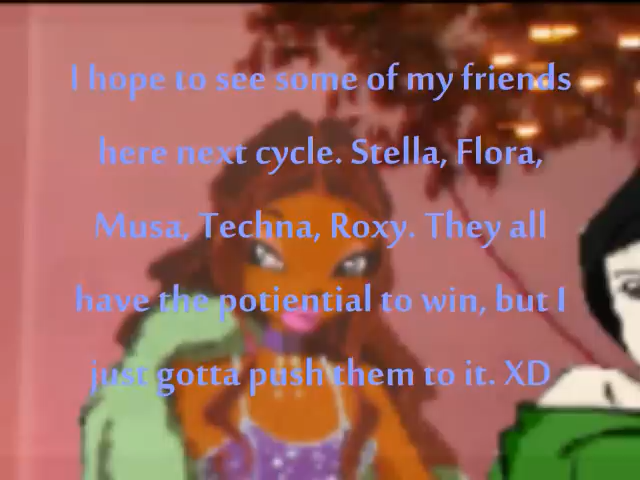 I hope to see some of my friends
here next cycle. Stella, Flora,
Musa, Techna, Roxy. They all
have the potiential to win, but I
just gotta push them to it. XD